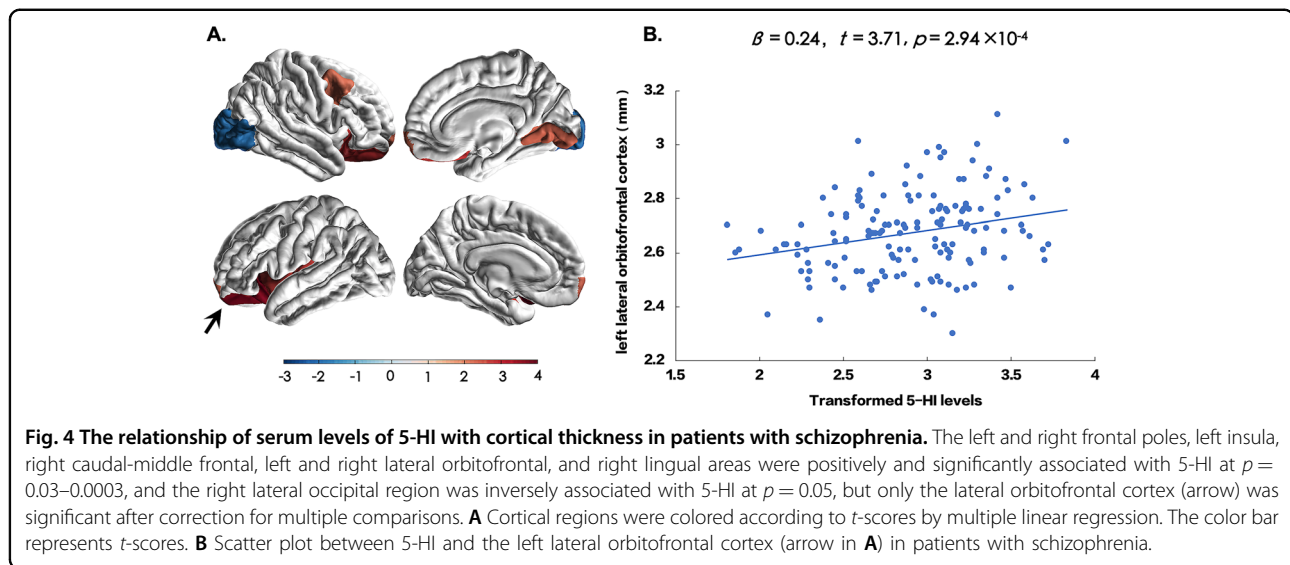 A.
B.
ß = 0.24, t = 3.71, p = 2.94 ×10-4
left lateral orbitofrontal cortex (mm)
3.2
3
2.8
2.6
2.4
2.2
1.5 2 2.5 3 3.5 4
Transformed 5-HI levels
-3 -2 -1 0 1 2 3 4
Fig. 4 The relationship of serum levels of 5-HI with cortical thickness in patients with schizophrenia. The left and right frontal poles, left insula,
right caudal-middle frontal, left and right lateral orbitofrontal, and right lingual areas were positively and significantly associated with 5-HI at p =
0.03–0.0003, and the right lateral occipital region was inversely associated with 5-HI at p = 0.05, but only the lateral orbitofrontal cortex (arrow) was
significant after correction for multiple comparisons. A Cortical regions were colored according to t-scores by multiple linear regression. The color bar
represents t-scores. B Scatter plot between 5-HI and the left lateral orbitofrontal cortex (arrow in A) in patients with schizophrenia.